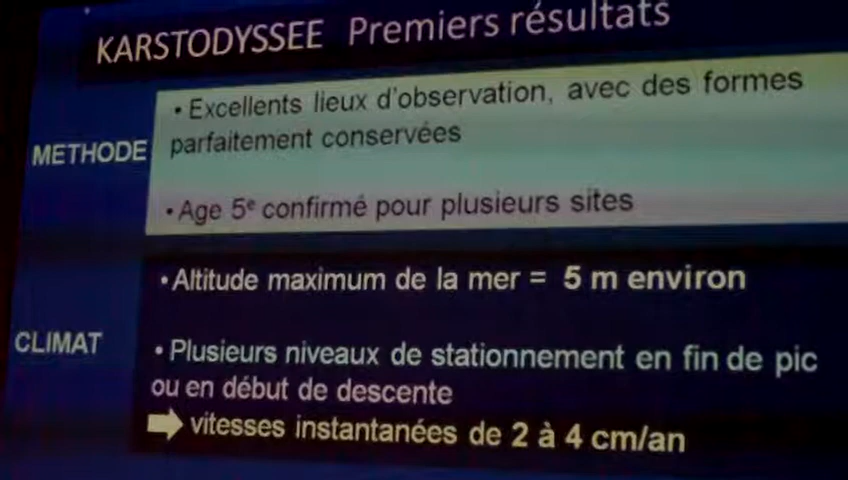 KARSTODYSSEE Premiers résultats
METHODE
• Excellents lieux d'observation, avec des formes
parfaitement conservées
• Age 5e confirmé pour plusieurs sites
CLIMAT
• Altitude maximum de la mer = 5 m environ
• Plusieurs niveaux de stationnement en fin de pic
ou en début de descente
vitesses instantanées de 2 à 4 cm/an